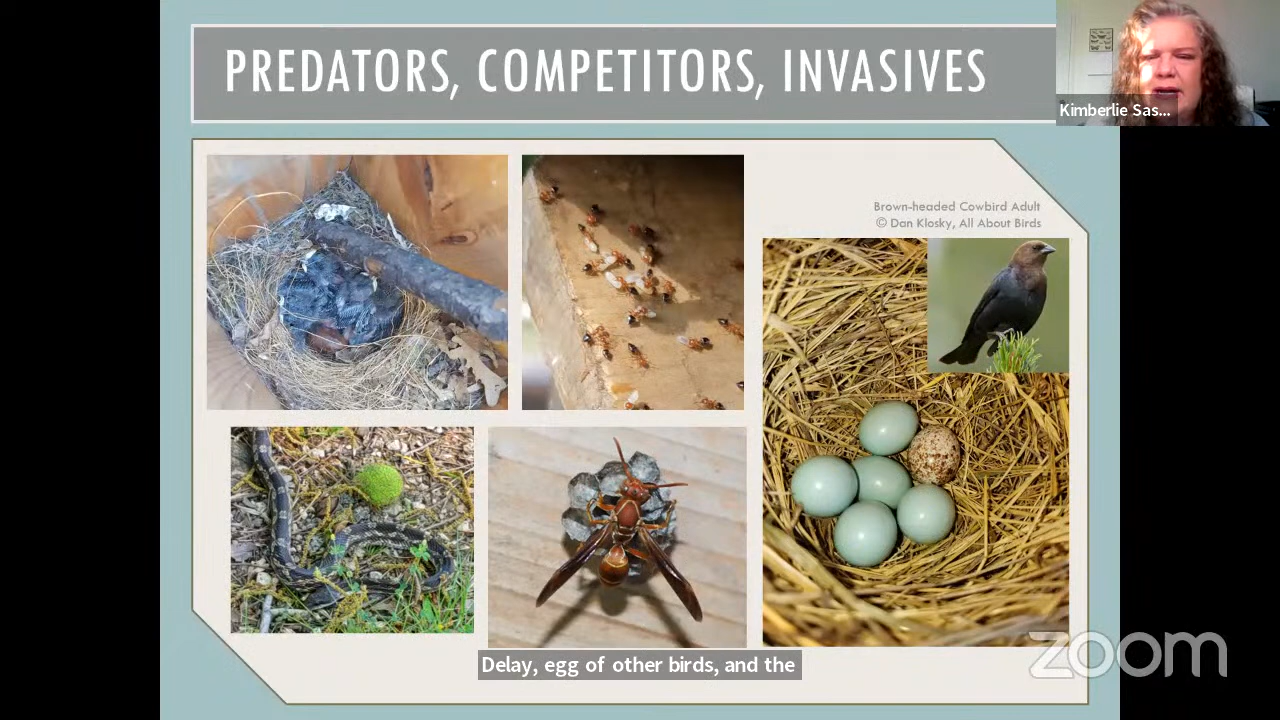 PREDATORS, COMPETITORS, INVASIVES
Kimberlie Sas...
Brown-headed Cowbird Adult
© Dan Klosky, All About Birds
Delay, egg of other birds, and the
zoom